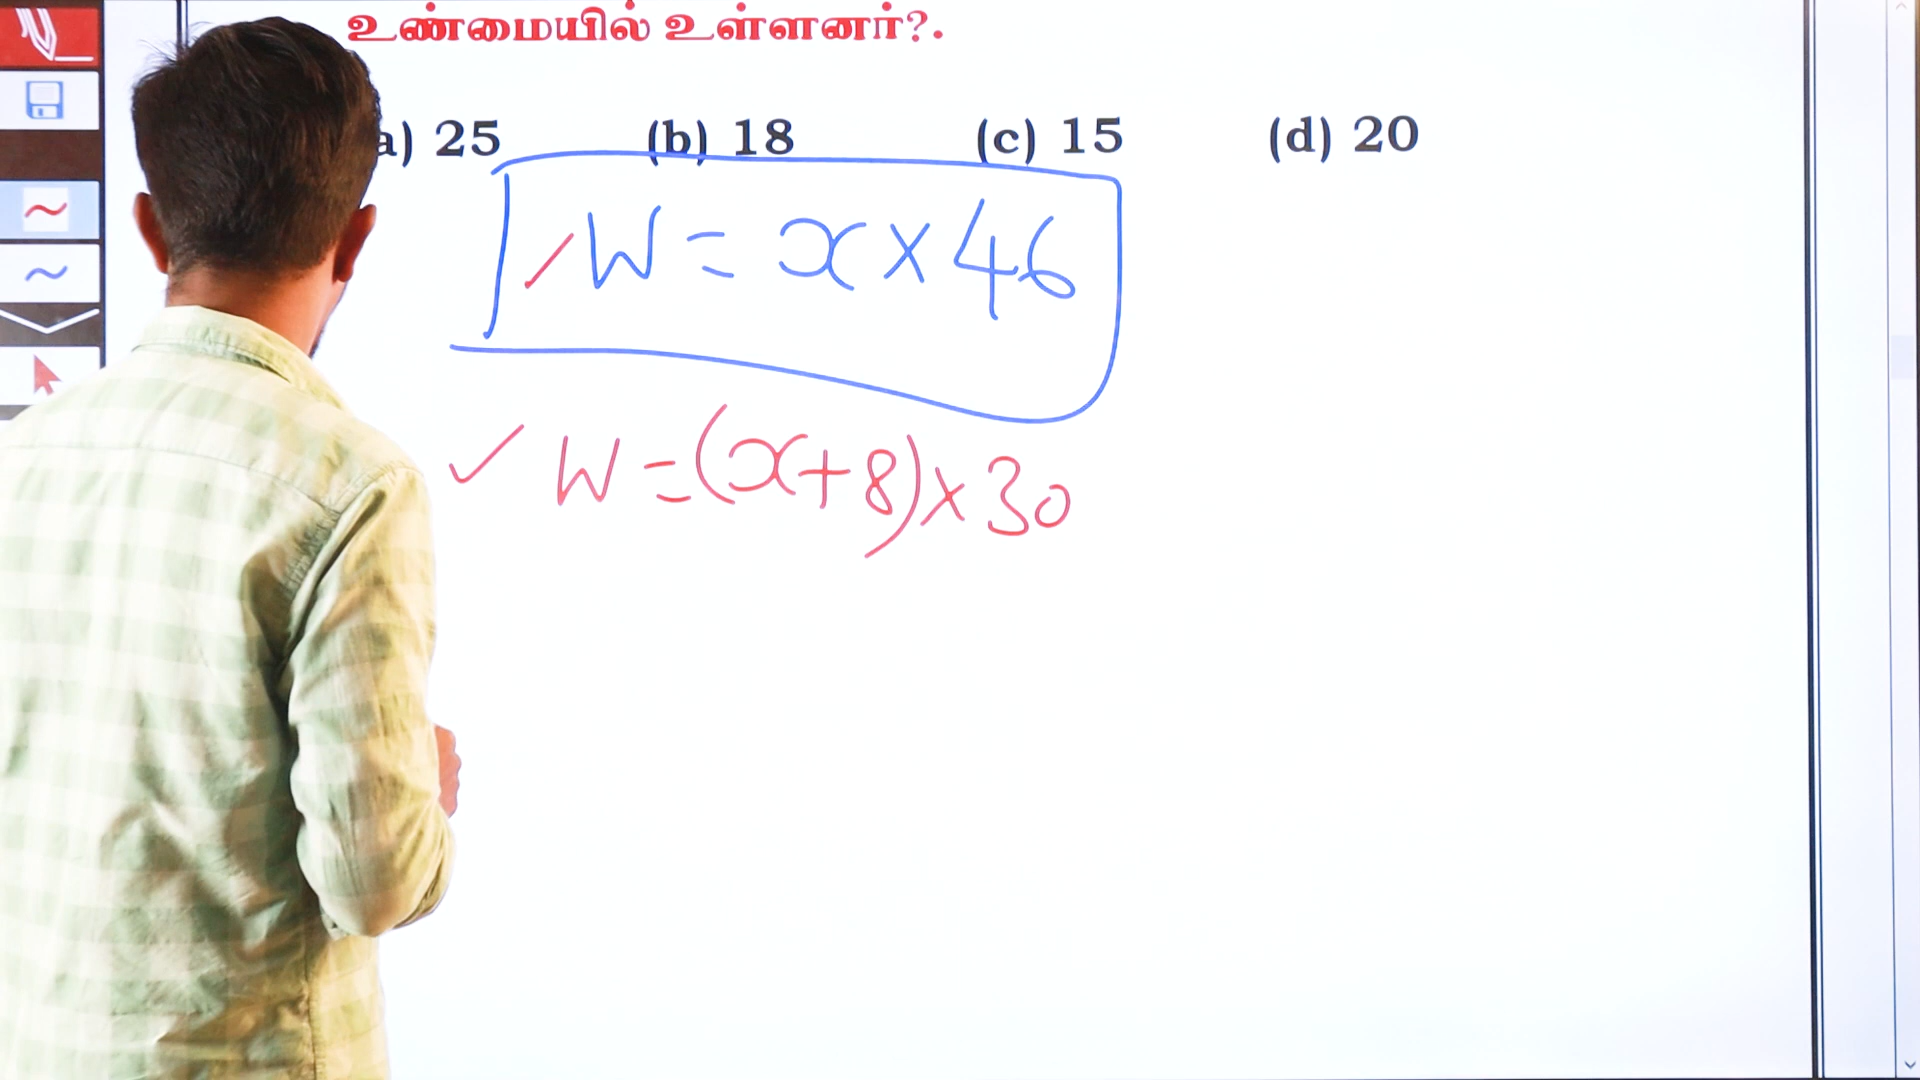 உண்மையில் உள்ளனர்?.
a) 25 (b) 18 (c) 15 (d) 20
W = x × 46
W = (x+8) × 30